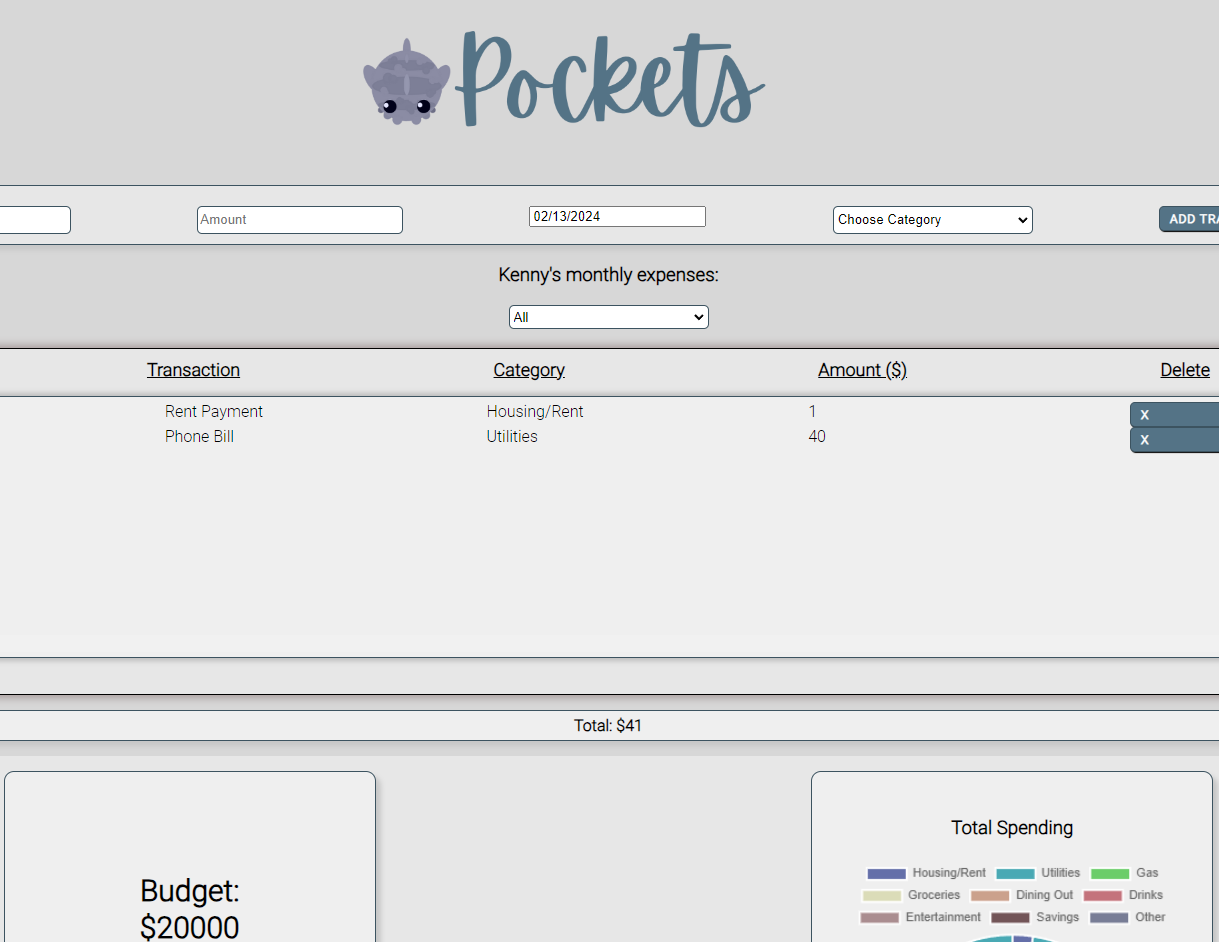 Pockets
Amount 02/13/2024 Choose Category ADD TRA
Kenny's monthly expenses:
All
Transaction Category Amount ($) Delete
Rent Payment Housing/Rent 1 X
Phone Bill Utilities 40 X
Total: $41
Total Spending
Housing/Rent Utilities Gas
Groceries Dining Out Drinks
Entertainment Savings Other
Budget:
$20000